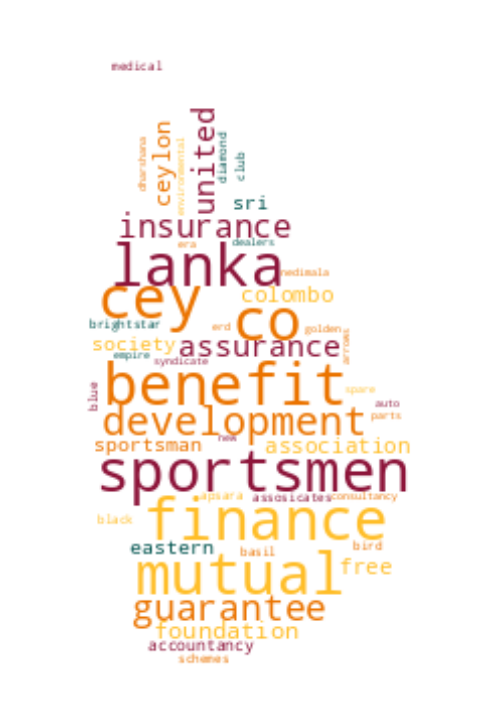 medical
united
ceylon
dharshana
environmental
diamond
club
sri
insurance
era
dealers
lanka
nedimala
cey
colombo
co
brightstar
erd
golden
society
assurance
arrows
empire
syndicate
benefit
spare
blue
auto
development
parts
new
sportsman
association
sportsmen
apsara
assosicates
consultancy
finance
black
eastern
basil
bird
mutual
free
guarantee
foundation
accountancy
schemes